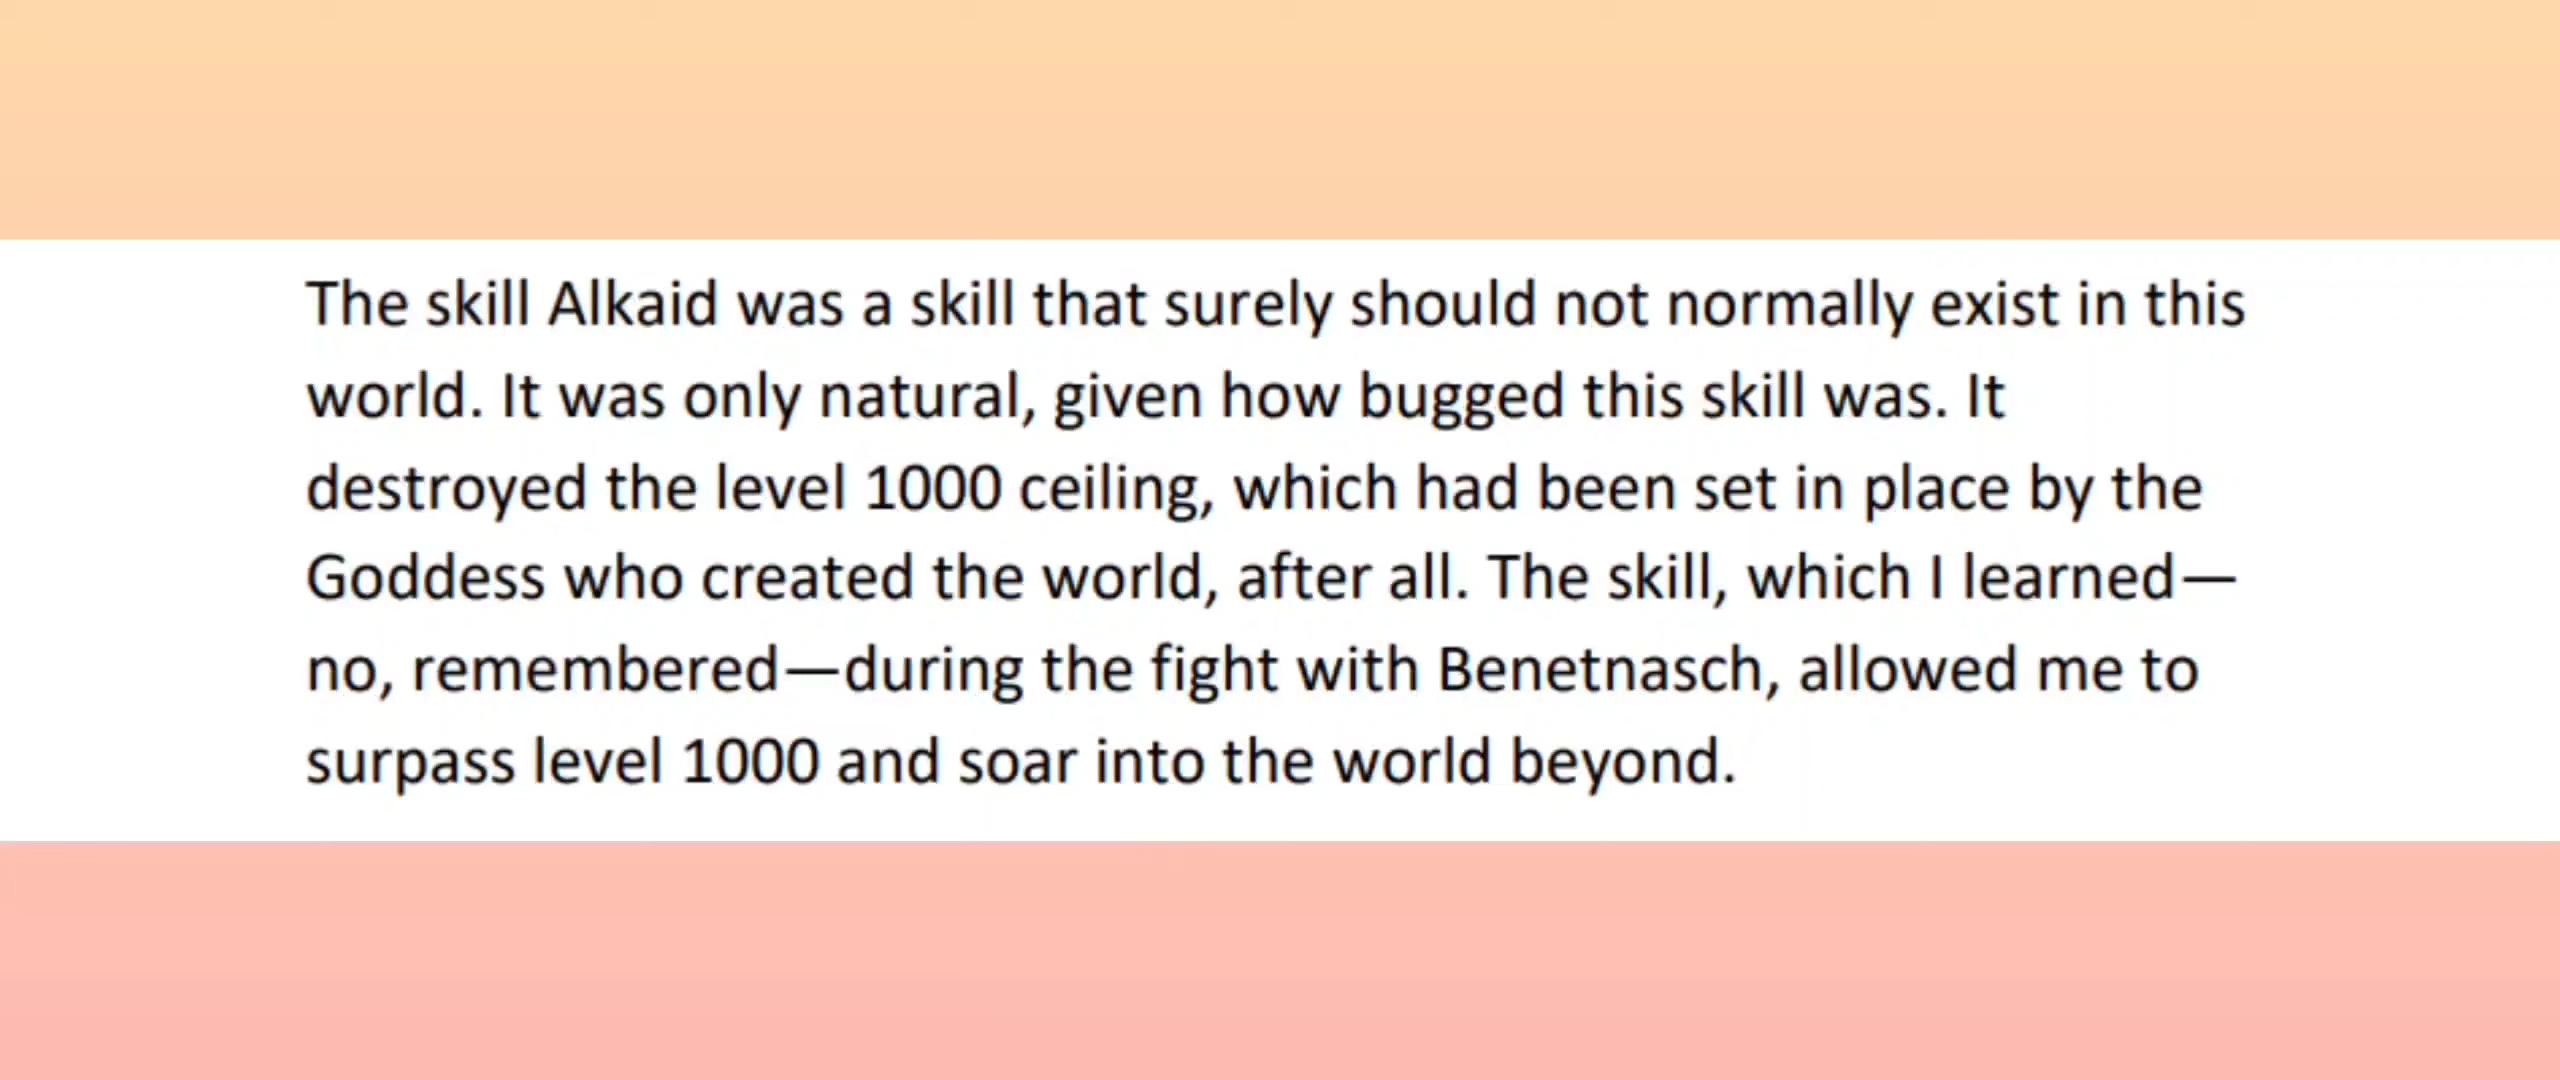 The skill Alkaid was a skill that surely should not normally exist in this
world. It was only natural, given how bugged this skill was. It
destroyed the level 1000 ceiling, which had been set in place by the
Goddess who created the world, after all. The skill, which I learned—
no, remembered—during the fight with Benetnasch, allowed me to
surpass level 1000 and soar into the world beyond.